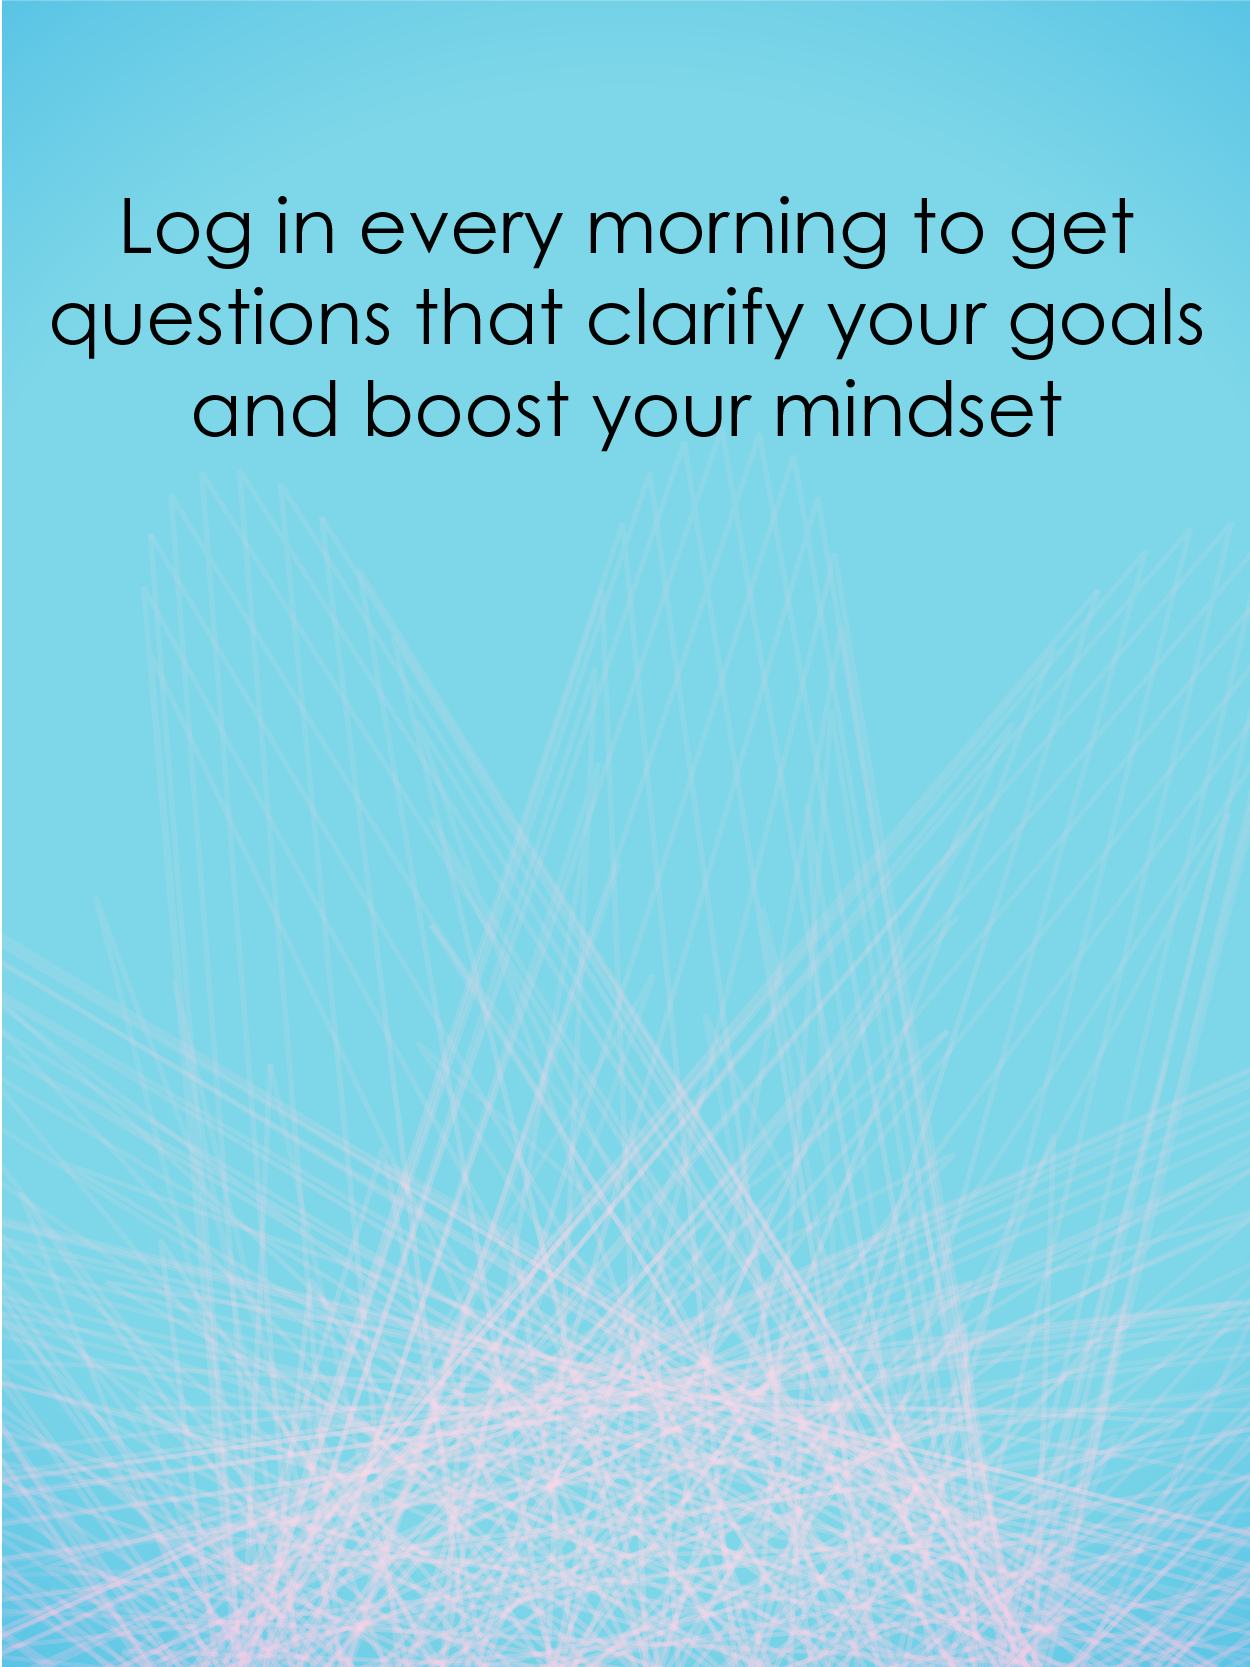 Log in every morning to get
questions that clarify your goals
and boost your mindset